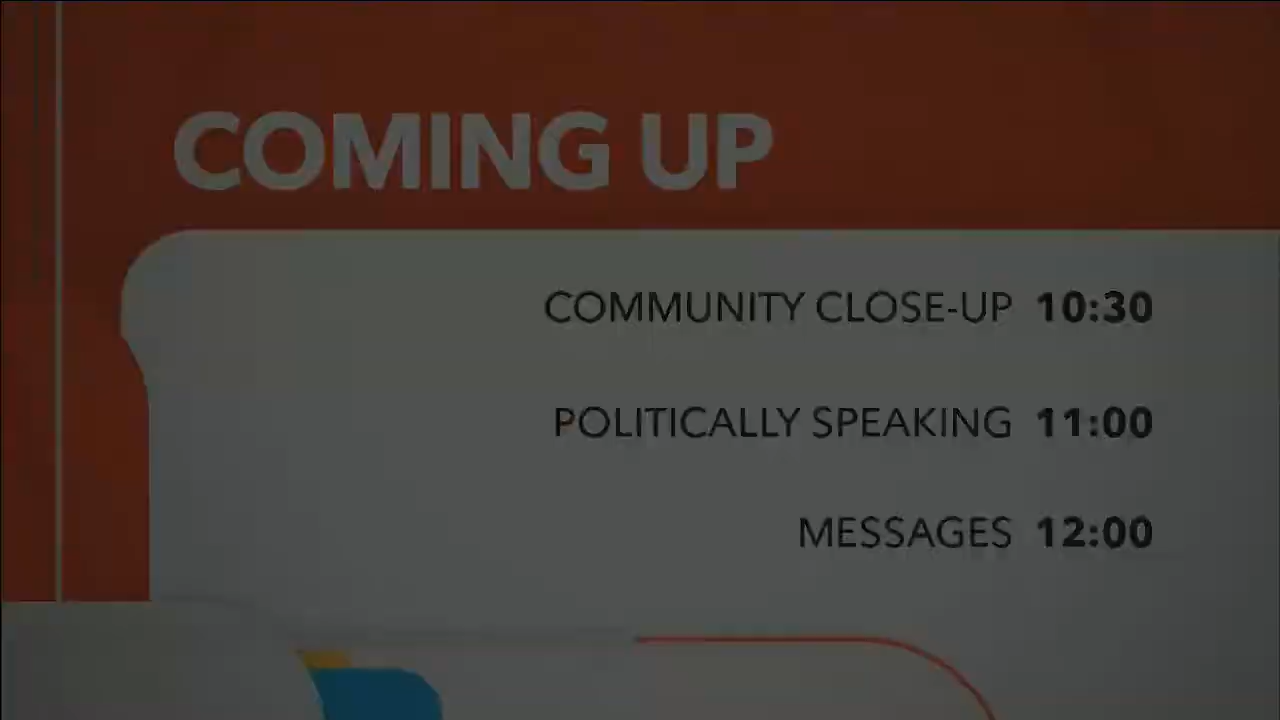 COMING UP
COMMUNITY CLOSE-UP 10:30
POLITICALLY SPEAKING 11:00
MESSAGES 12:00